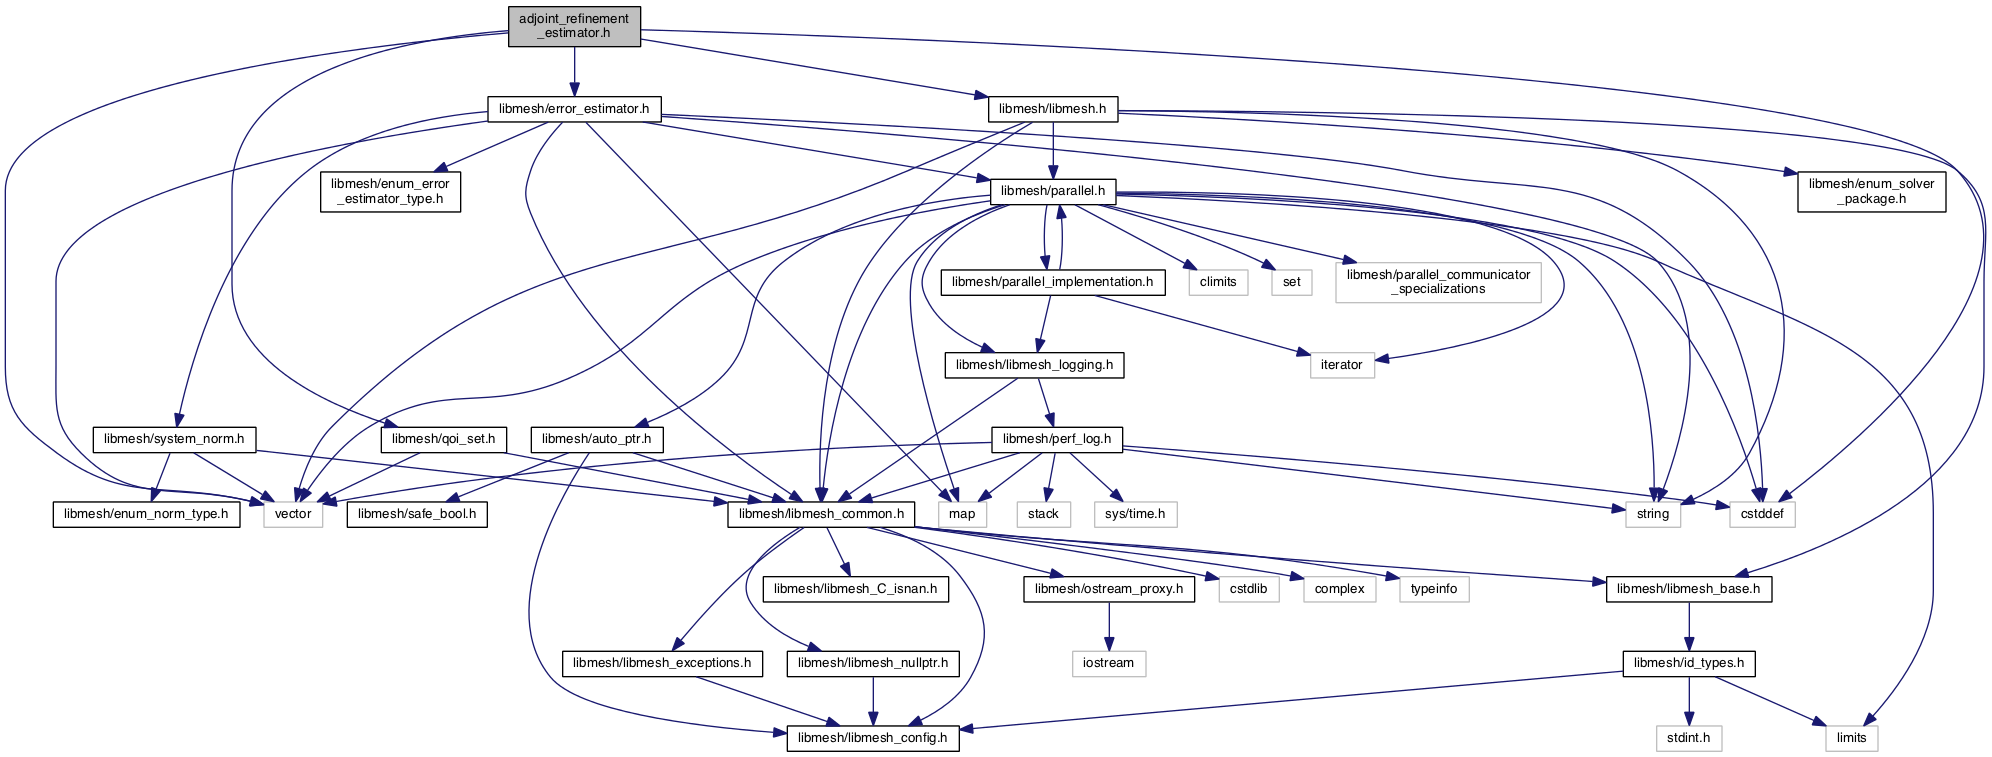 adjoint_refinement
_estimator.h
libmesh/error_estimator.h
libmesh/libmesh.h
libmesh/enum_error
_estimator_type.h
libmesh/parallel.h
libmesh/enum_solver
_package.h
libmesh/parallel_implementation.h
climits
set
libmesh/parallel_communicator
_specializations
libmesh/libmesh_logging.h
iterator
libmesh/system_norm.h
libmesh/qoi_set.h
libmesh/auto_ptr.h
libmesh/perf_log.h
libmesh/enum_norm_type.h
vector
libmesh/safe_bool.h
libmesh/libmesh_common.h
map
stack
sys/time.h
string
cstddef
libmesh/libmesh_C_isnan.h
libmesh/ostream_proxy.h
cstdlib
complex
typeinfo
libmesh/libmesh_base.h
libmesh/libmesh_exceptions.h
libmesh/libmesh_nullptr.h
iostream
libmesh/id_types.h
libmesh/libmesh_config.h
stdint.h
limits